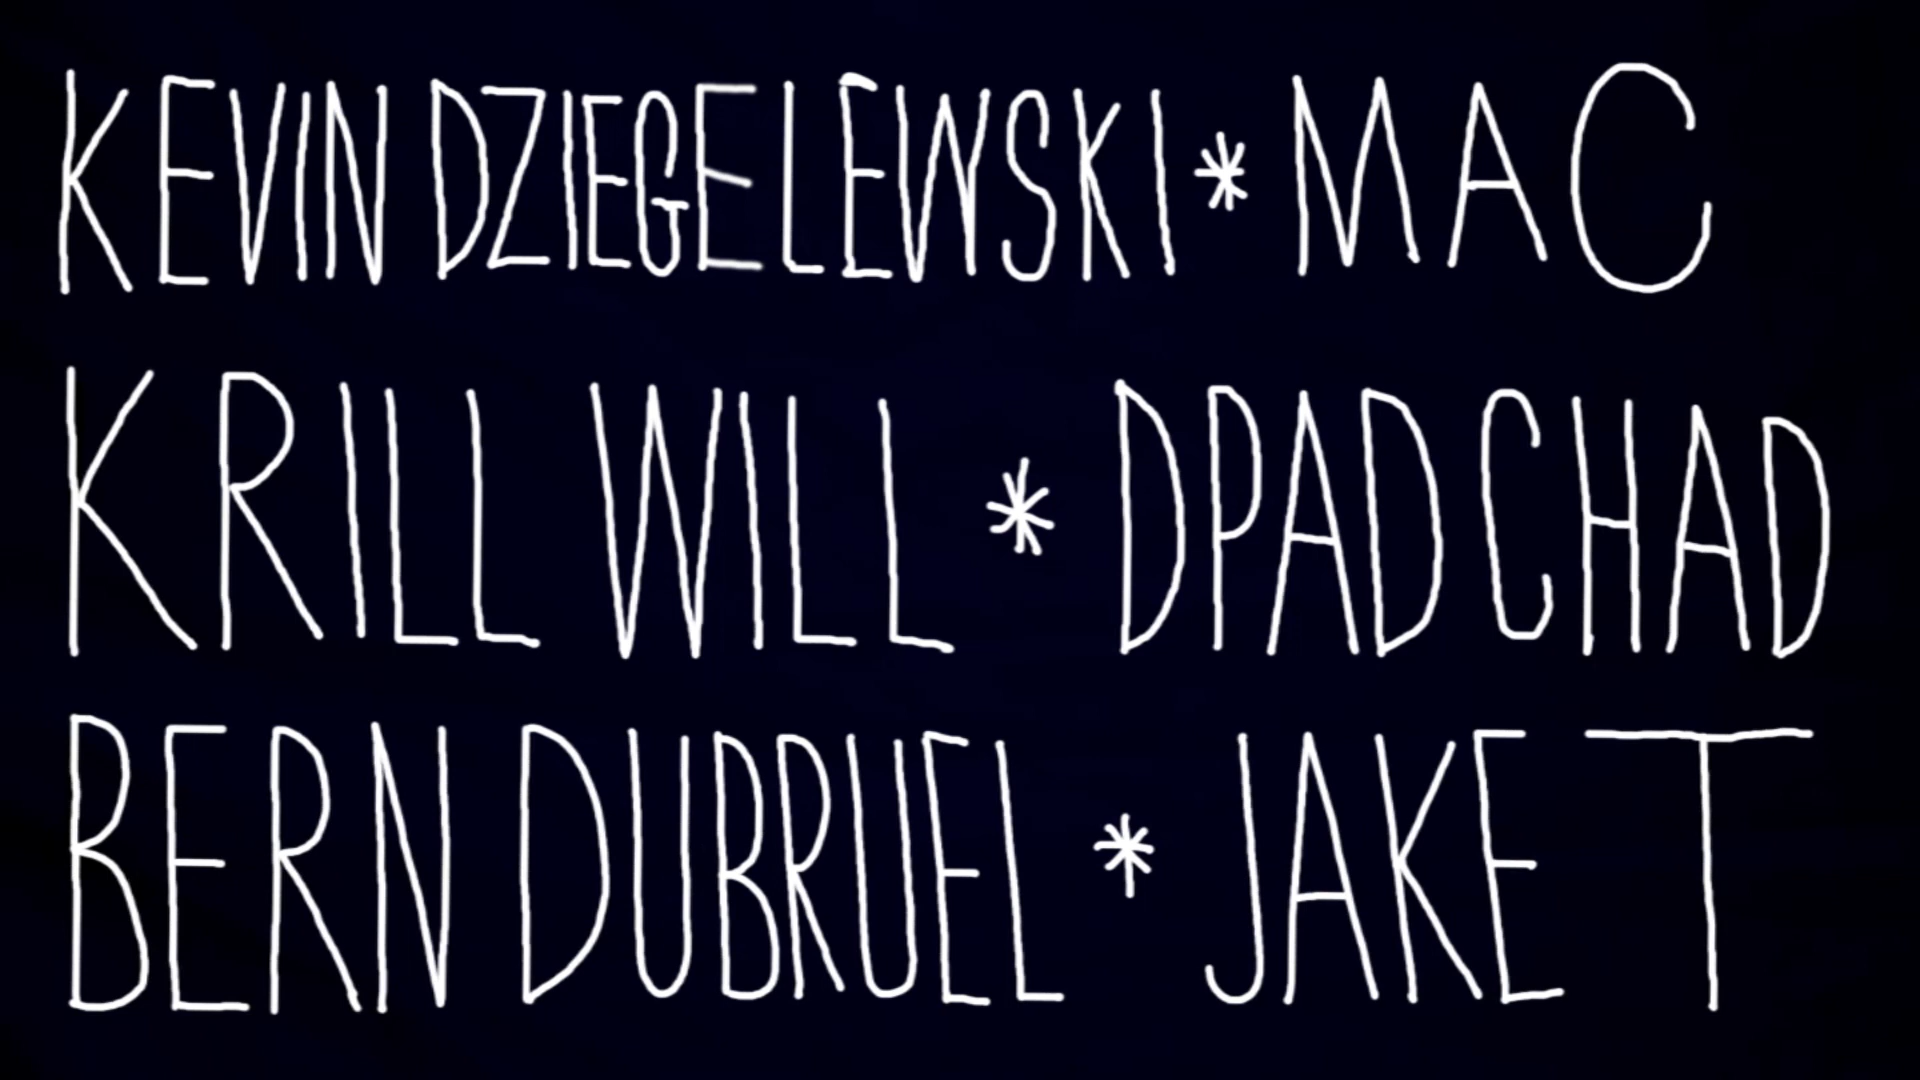 KEVIN DZIEGELEWSKI * MAC
KRILL WILL * DPAD CHAD
BERN DUBRUEL * JAKE T